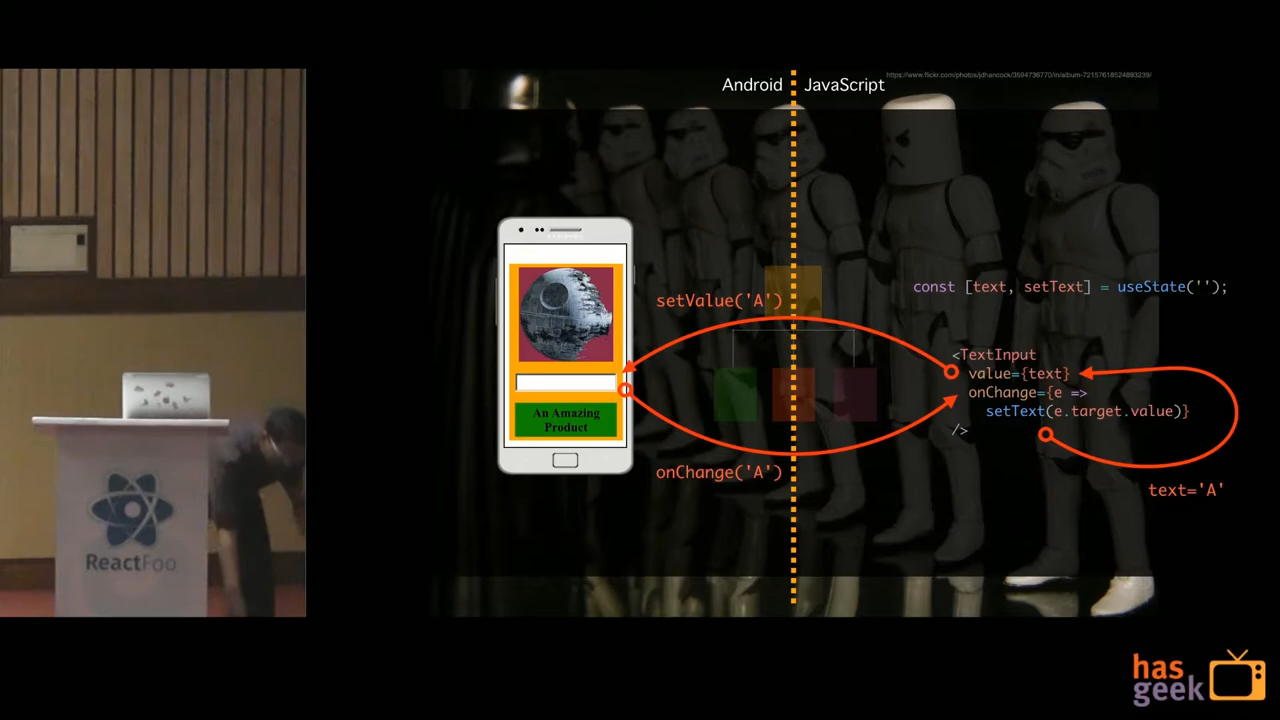 Android
JavaScript
https://www.flickr.com/photos/jdhancock/3594736770/in/album-72157618524893239/
SAMSUNG
const [text, setText] = useState('');
setValue('A')
<TextInput
value={text}
onChange={e =>
setText(e.target.value)}
/>
An Amazing
Product
onChange('A')
text='A'
ReactFoo
has
geek